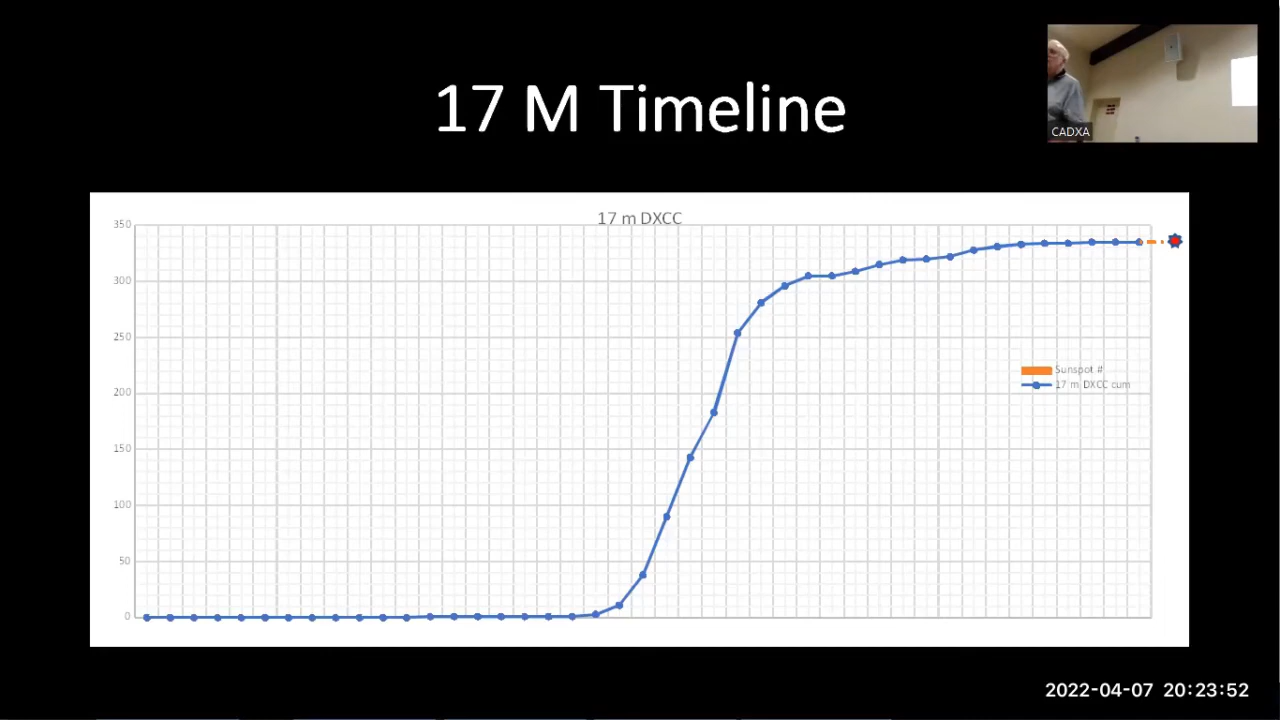 17 M Timeline
CADXA
17 m DXCC
350
300
250
200
150
100
50
0
Sunspot #
17 m DXCC cum
2022-04-07 20:23:52